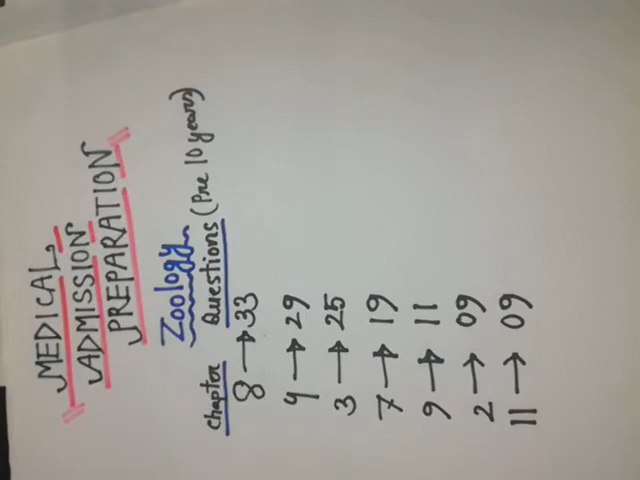 "MEDICAL
ADMISSION
PREPARATION"
Zoology
Chapter Questions (Pre 10 years)
8 → 33
4 → 29
3 → 25
7 → 19
9 → 11
2 → 09
11 → 09